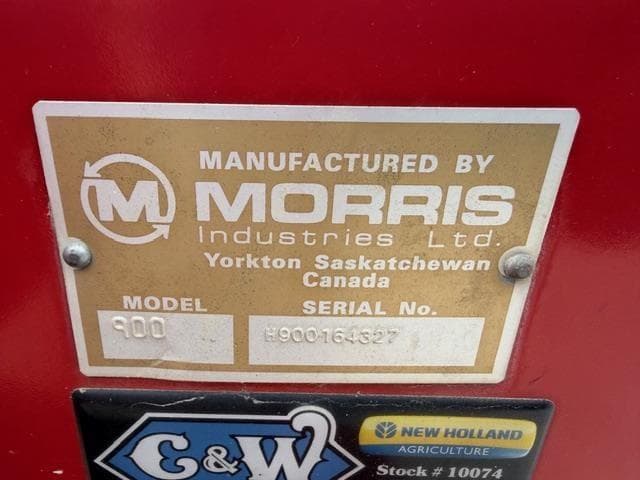 MANUFACTURED BY
M MORRIS
Industries Ltd.
Yorkton Saskatchewan
Canada
MODEL SERIAL No.
900 H900164327
C&W
NEW HOLLAND
AGRICULTURE
Stock # 10074